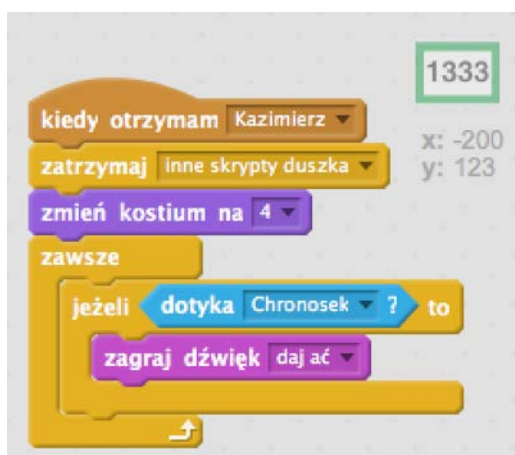 1333
x: -200
y: 123
kiedy otrzymam Kazimierz
zatrzymaj inne skrypty duszka
zmień kostium na 4
zawsze
jeżeli dotyka Chronosek ? to
zagraj dźwięk daj ać